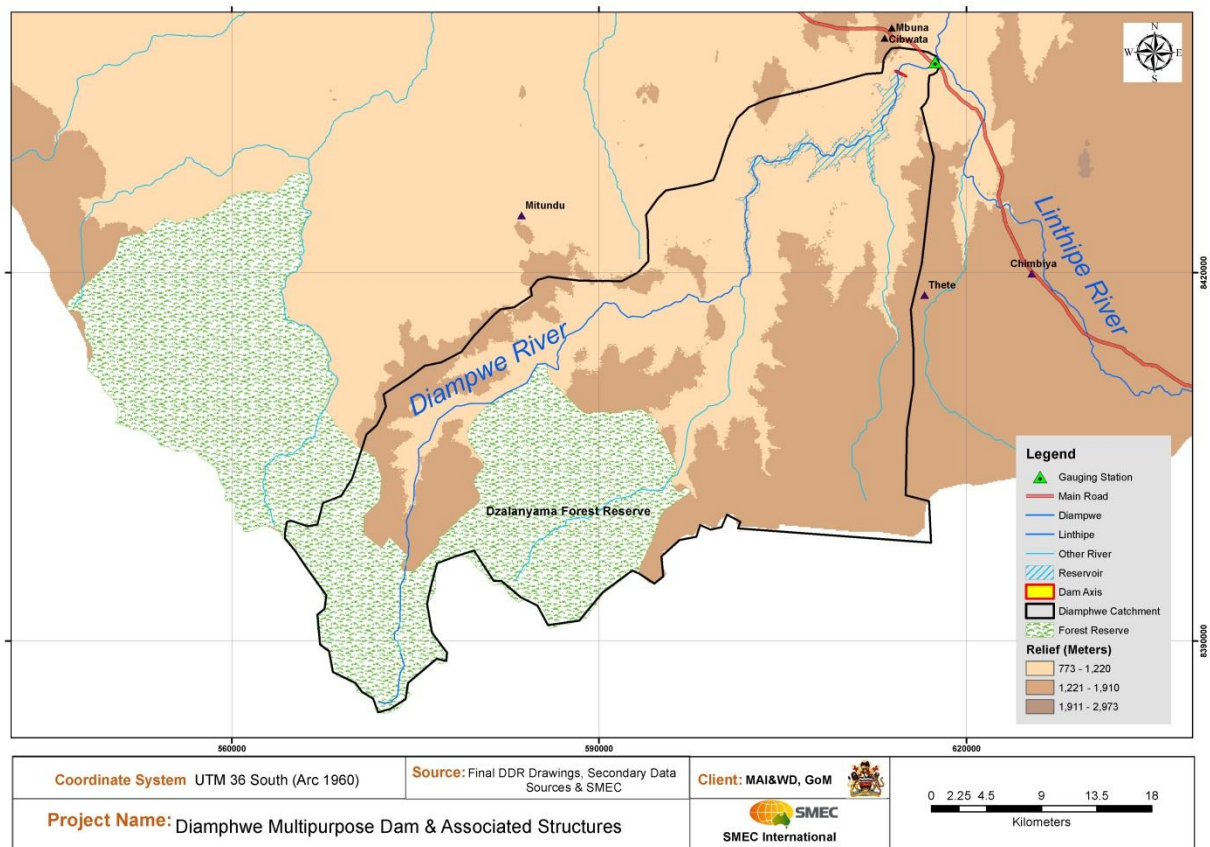 Mbuna
Cibwata
N
W E
S
Mitundu
Linthipe River
Chimbiya
Thete
8420000
Diampwe River
Dzalanyama Forest Reserve
Legend
Gauging Station
Main Road
Diampwe
Linthipe
Other River
Reservoir
Dam Axis
Diamphwe Catchment
Forest Reserve
Relief (Meters)
773 - 1,220
1,221 - 1,910
1,911 - 2,973
8390000
560000
590000
620000
Coordinate System UTM 36 South (Arc 1960)
Source: Final DDR Drawings, Secondary Data
Sources & SMEC
Client: MAI&WD, GoM
Project Name: Diamphwe Multipurpose Dam & Associated Structures
SMEC
SMEC International
0 2.25 4.5 9 13.5 18
Kilometers